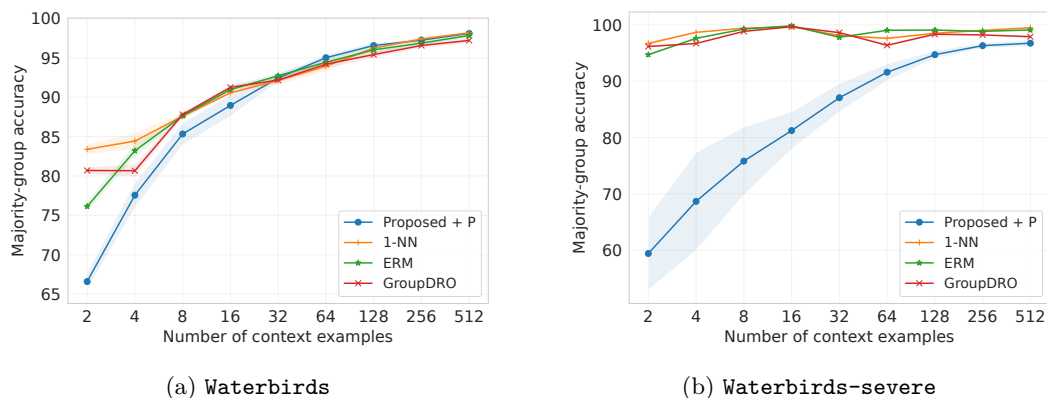 100
95
90
85
80
75
70
65
Majority-group accuracy
2 4 8 16 32 64 128 256 512
Number of context examples
Proposed + P
1-NN
ERM
GroupDRO
(a) Waterbirds
100
90
80
70
60
Majority-group accuracy
2 4 8 16 32 64 128 256 512
Number of context examples
Proposed + P
1-NN
ERM
GroupDRO
(b) Waterbirds-severe